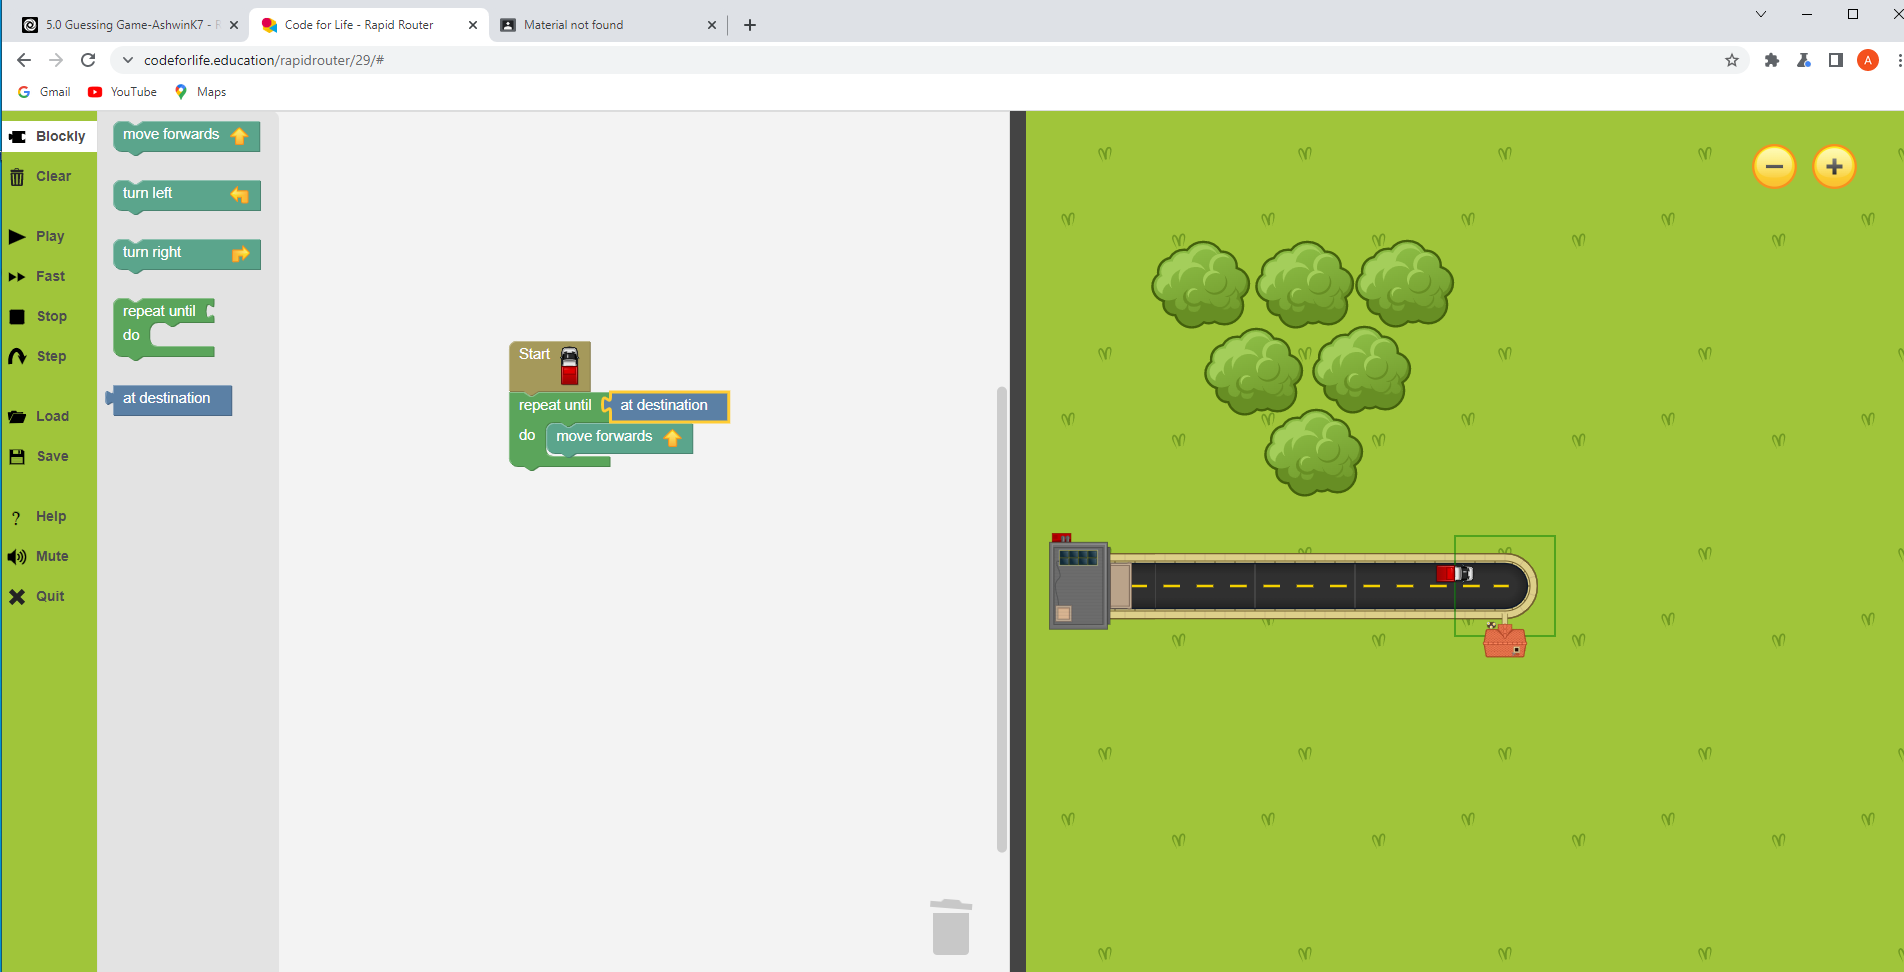 5.0 Guessing Game-AshwinK7 -
Code for Life - Rapid Router
Material not found
codeforlife.education/rapidrouter/29/#
A
Gmail
YouTube
Maps
Blockly
Clear
Play
Fast
Stop
Step
Load
Save
Help
Mute
Quit
move forwards
turn left
turn right
repeat until
do
at destination
Start
repeat until at destination
do move forwards